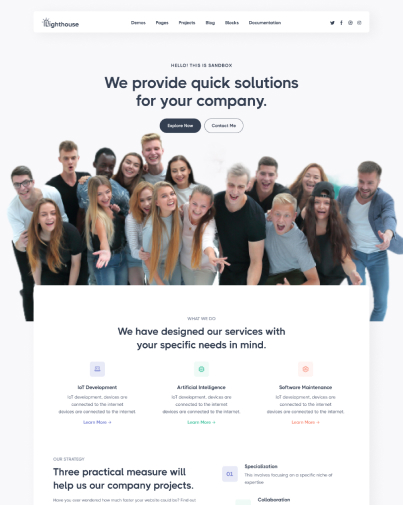 Lighthouse
Demos Pages Projects Blog Blocks Documentation
HELLO! THIS IS SANDBOX
We provide quick solutions
for your company.
Explore Now Contact Me
WHAT WE DO
We have designed our services with
your specific needs in mind.
IoT Development
IoT development, devices are
connected to the internet
devices are connected to the internet.
Learn More
Artificial Inteligence
IoT development, devices are
connected to the internet
devices are connected to the internet.
Learn More
Software Maintenance
IoT development, devices are
connected to the internet
devices are connected to the internet.
Learn More
OUR STRATEGY
Three practical measure will
help us our company projects.
Have you ever wondered how much faster your website could be? Find out
01
Specialization
This involves focusing on a specific niche of
expertise
Collaboration